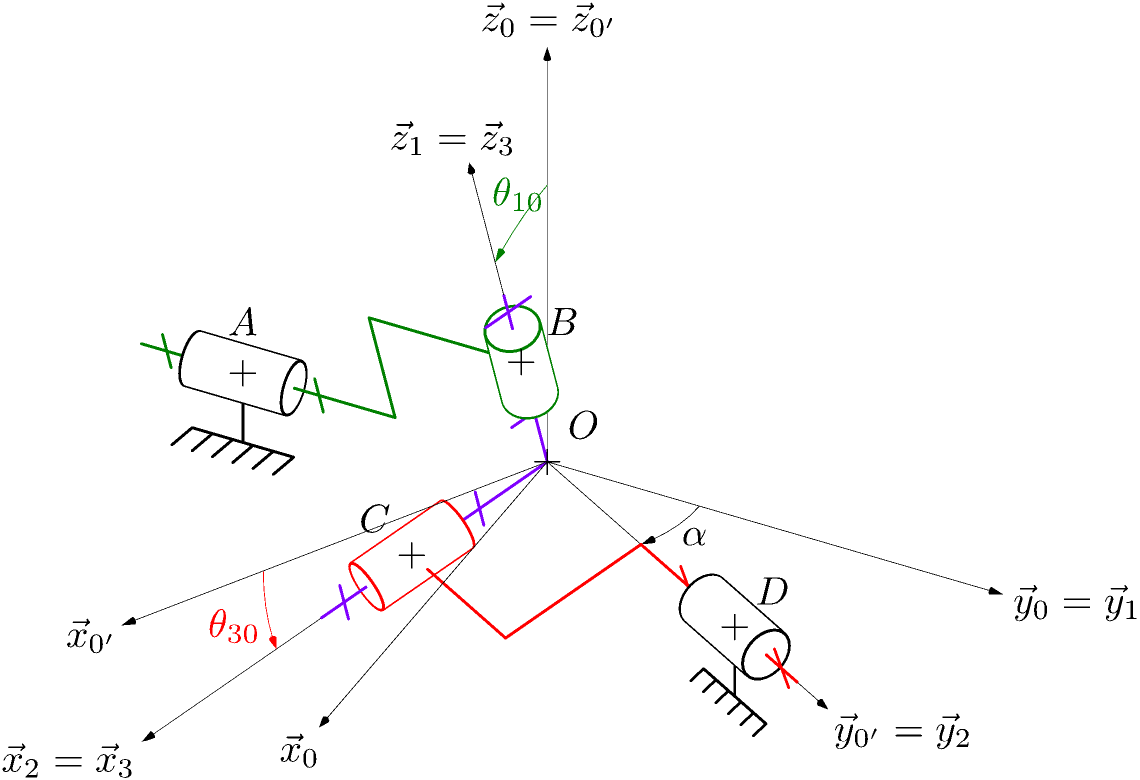 $\vec{z}_0 = \vec{z}_{0'}$
$\vec{z}_1 = \vec{z}_3$
$\theta_{10}$
A
B
O
C
$\alpha$
D
$\vec{y}_0 = \vec{y}_1$
$\vec{x}_{0'}$
$\theta_{30}$
$\vec{y}_{0'} = \vec{y}_2$
$\vec{x}_2 = \vec{x}_3$
$\vec{x}_0$